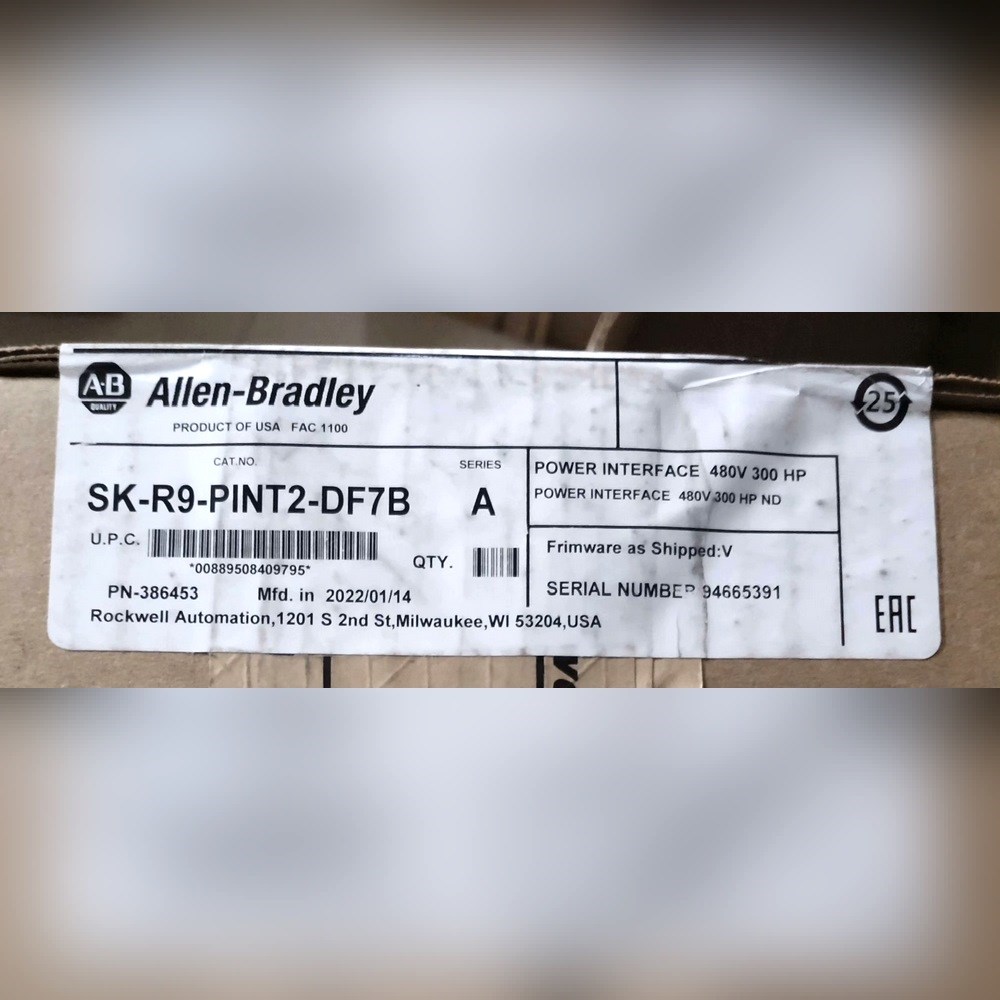 A·B
QUALITY
Allen-Bradley
25
PRODUCT OF USA FAC 1100
CAT.NO.
SERIES
SK-R9-PINT2-DF7B
A
POWER INTERFACE 480V 300 HP
POWER INTERFACE 480V 300 HP ND
U.P.C.
*00889508409795*
QTY.
Frimware as Shipped:V
SERIAL NUMBER 94665391
PN-386453 Mfd. in 2022/01/14
Rockwell Automation,1201 S 2nd St,Milwaukee,WI 53204,USA
EAC